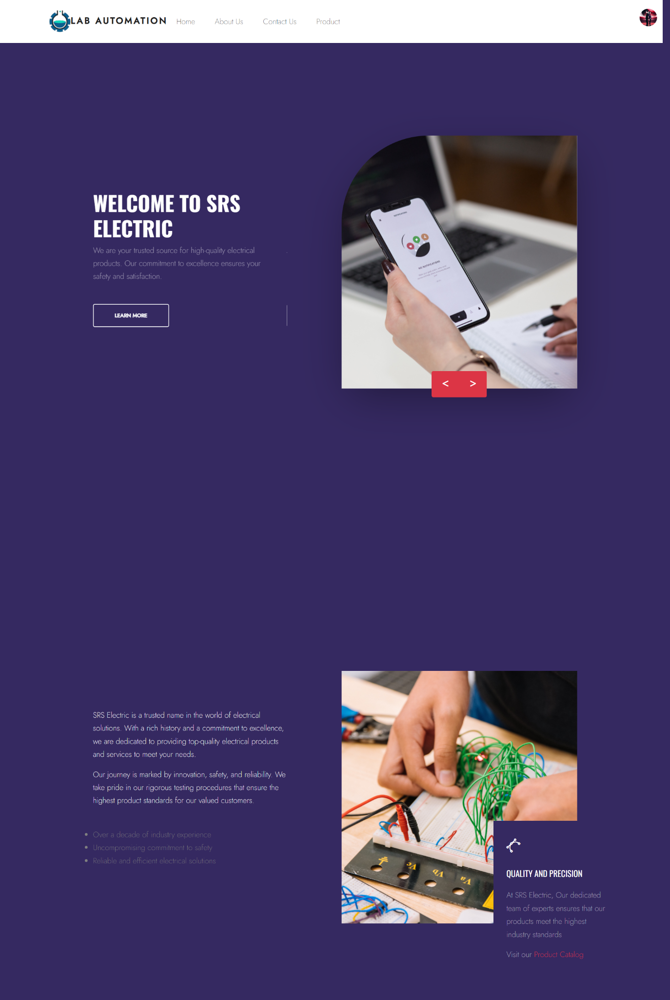 LAB AUTOMATION
Home
About Us
Contact Us
Product
WELCOME TO SRS
ELECTRIC
We are your trusted source for high-quality electrical
products. Our commitment to excellence ensures your
safety and satisfaction.
LEARN MORE
NOTIFICATIONS
NO NOTIFICATIONS
< >
SRS Electric is a trusted name in the world of electrical
solutions. With a rich history and a commitment to excellence,
we are dedicated to providing top-quality electrical products
and services to meet your needs.
Our journey is marked by innovation, safety, and reliability. We
take pride in our rigorous testing procedures that ensure the
highest product standards for our valued customers.
• Over a decade of industry experience
• Uncompromising commitment to safety
• Reliable and efficient electrical solutions
Vc
Vb
Va
QUALITY AND PRECISION
At SRS Electric, Our dedicated
team of experts ensures that our
products meet the highest
industry standards
Visit our Product Catalog